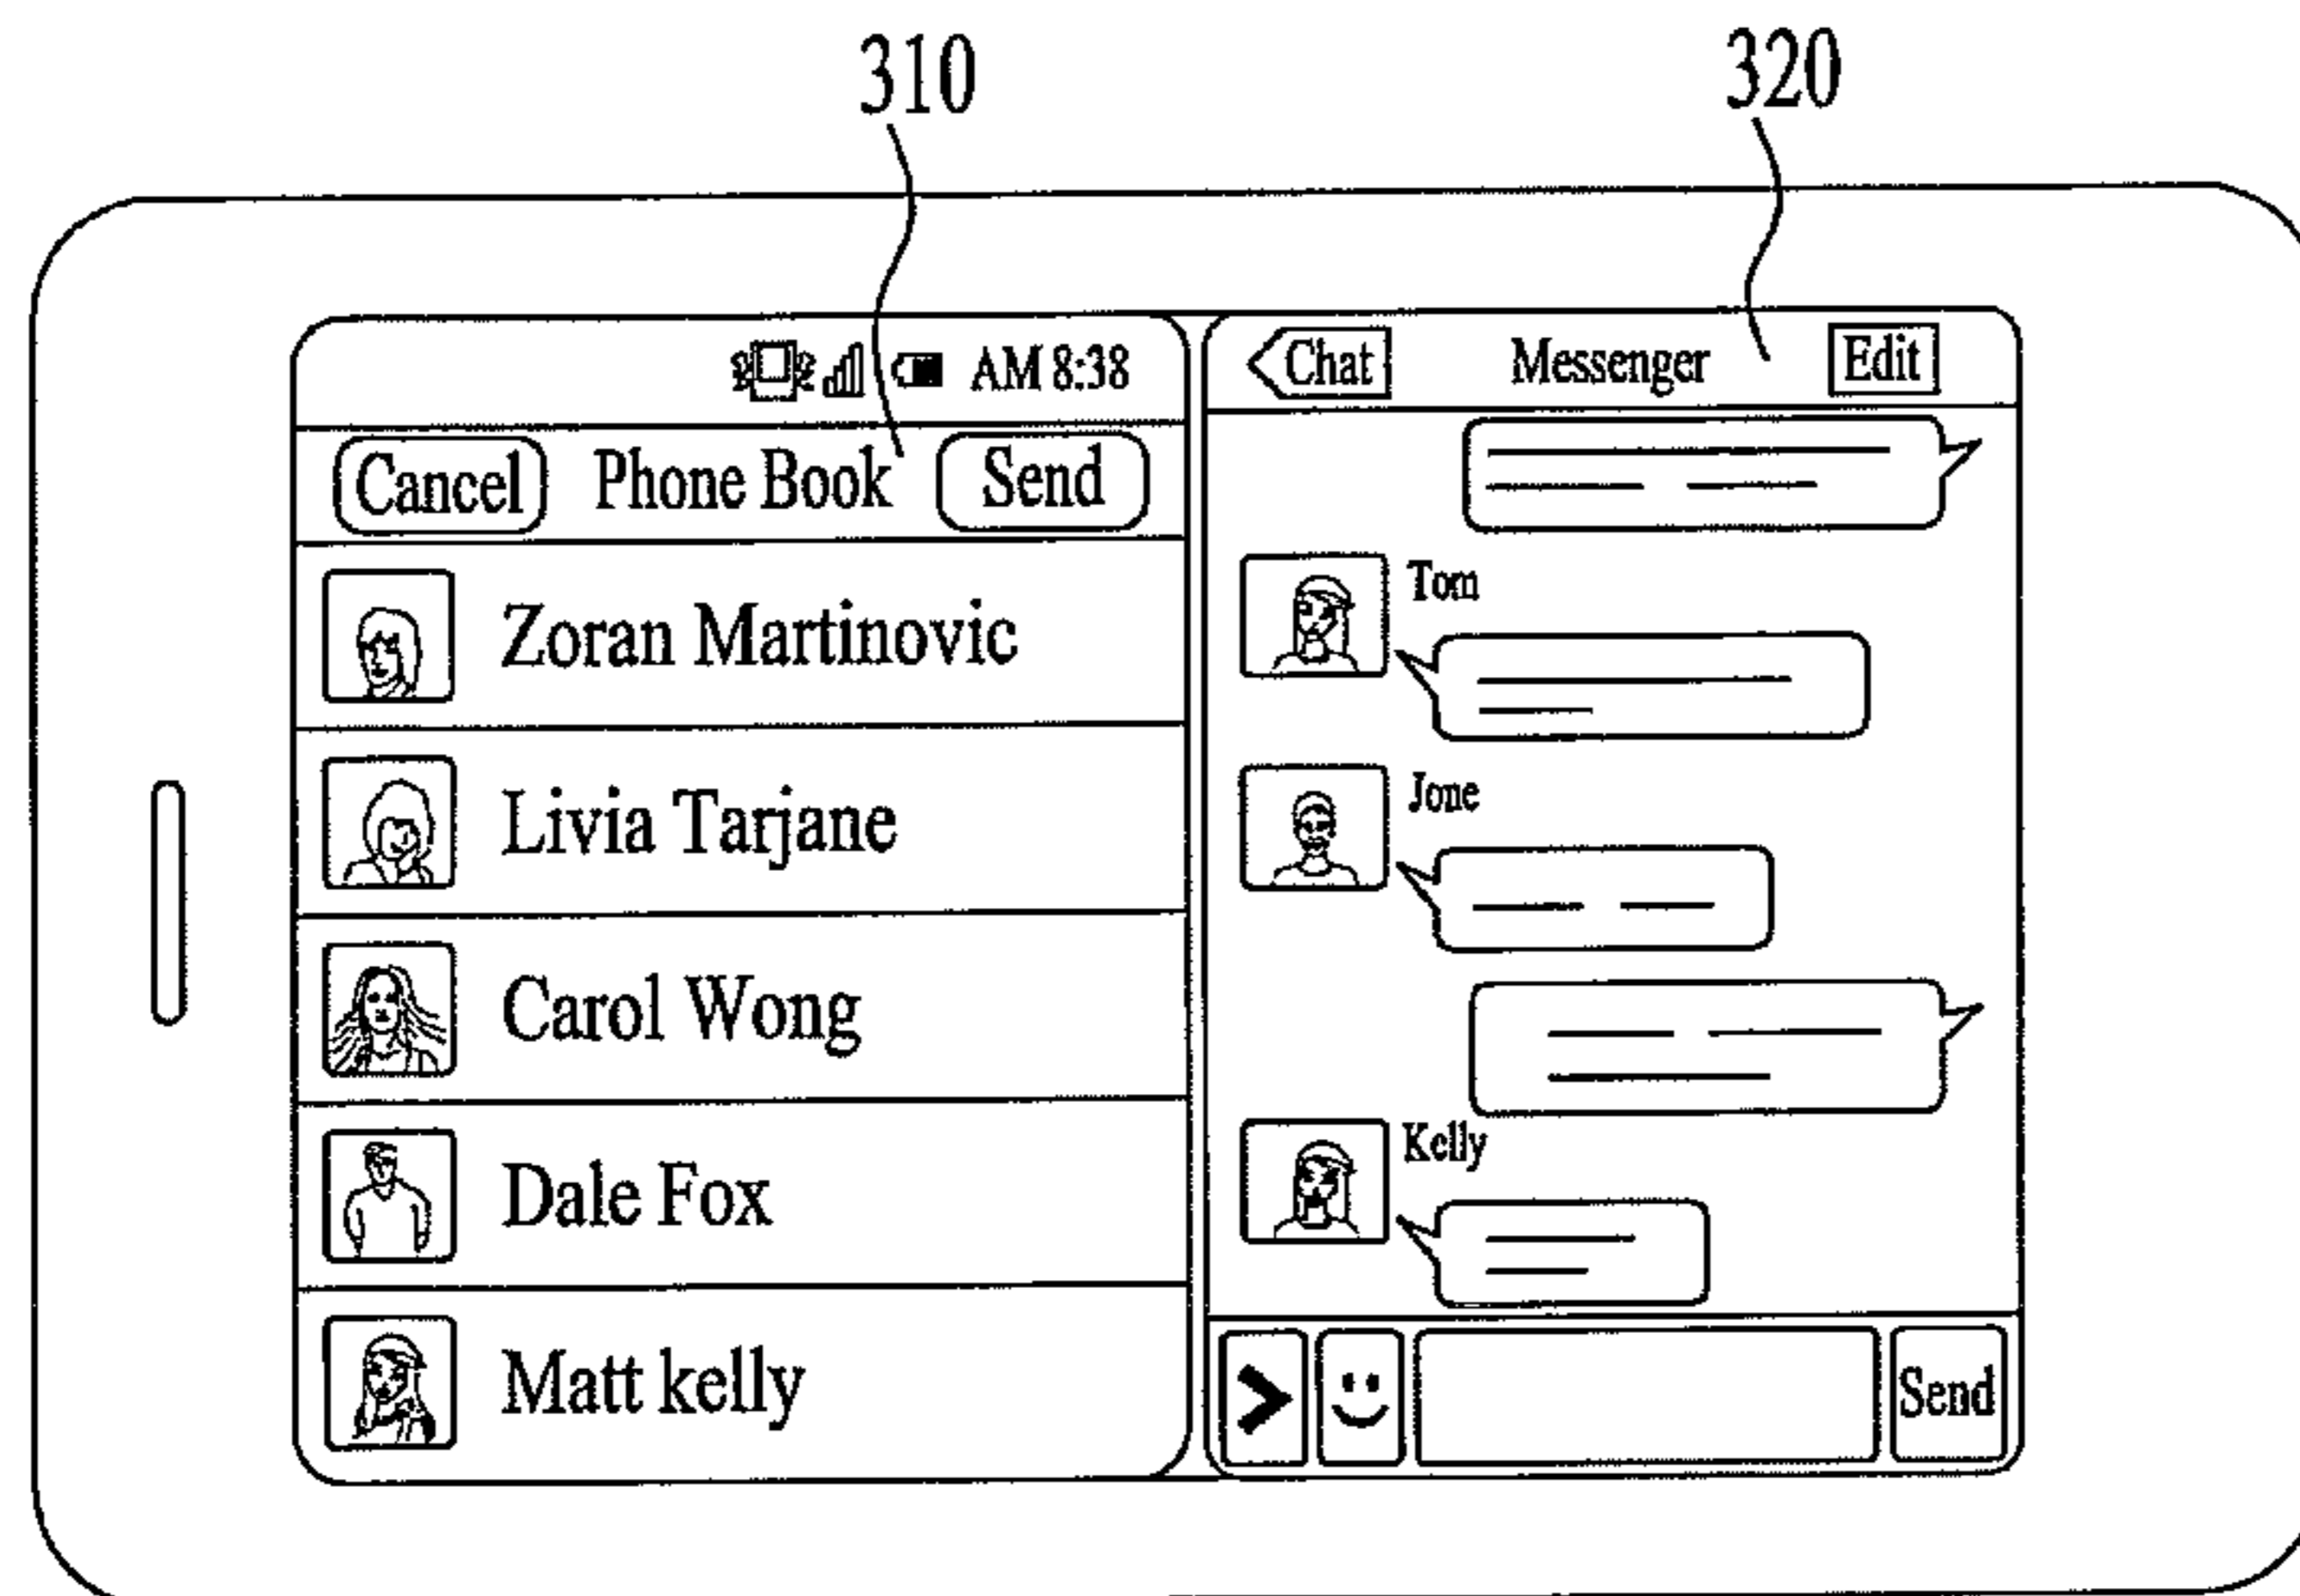 310
320
AM 8:38
Cancel Phone Book Send
Zoran Martinovic
Livia Tarjane
Carol Wong
Dale Fox
Matt kelly
Chat Messenger Edit
Tom
Jone
Kelly
Send